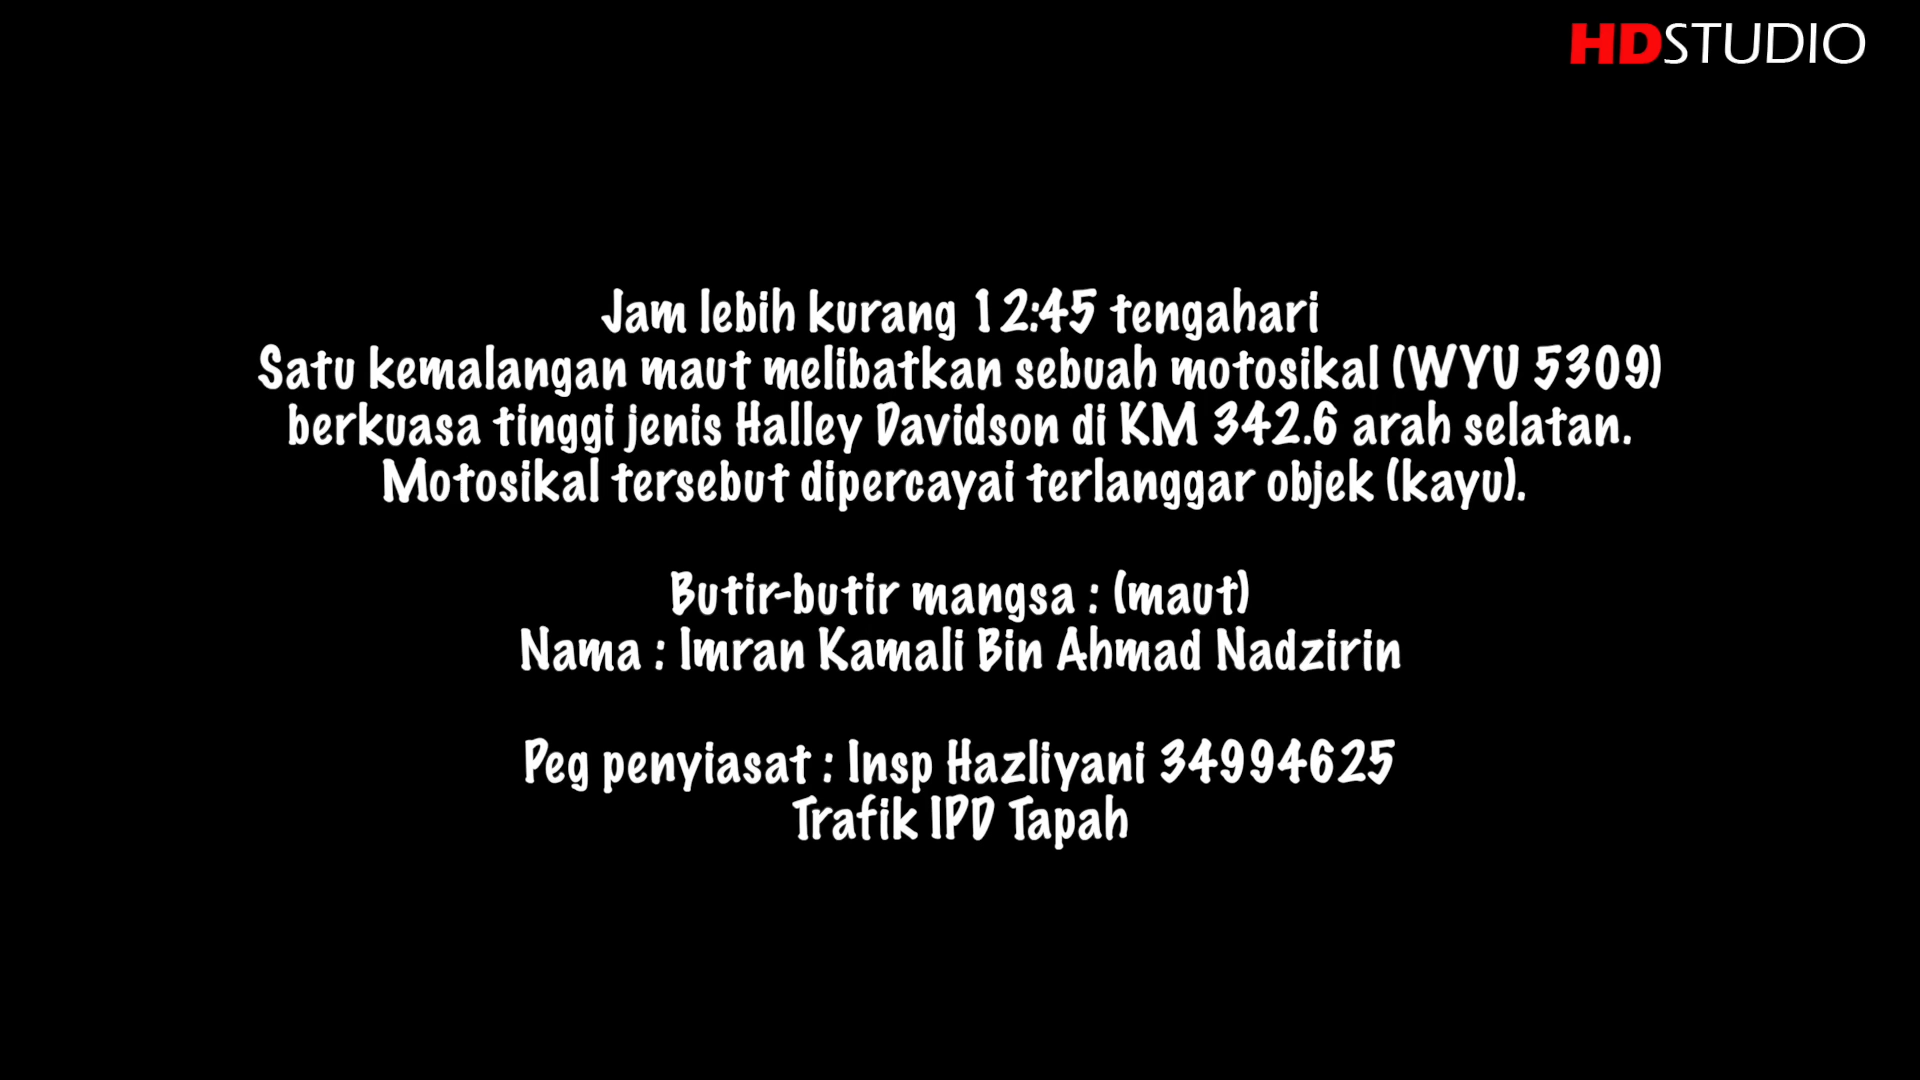 HDSTUDIO
Jam lebih kurang 12:45 tengahari
Satu kemalangan maut melibatkan sebuah motosikal (WYU 5309)
berkuasa tinggi jenis Halley Davidson di KM 342.6 arah selatan.
Motosikal tersebut dipercayai terlanggar objek (kayu).
Butir-butir mangsa : (maut)
Nama : Imran Kamali Bin Ahmad Nadzirin
Peg penyiasat : Insp Hazliyani 34994625
Trafik IPD Tapah